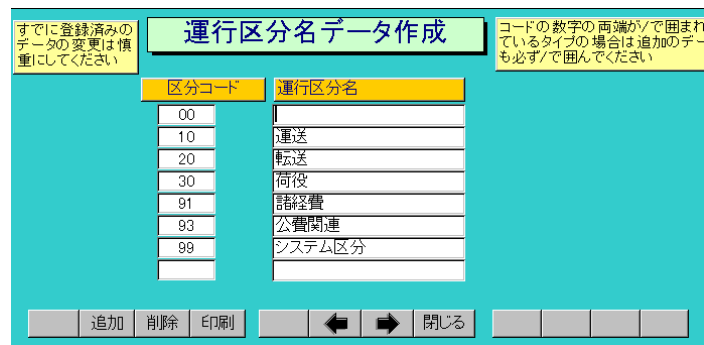 すでに登録済みの
データの変更は慎
重にしてください
運行区分名データ作成
コードの数字の両端が/で囲まれ
ているタイプの場合は追加のデー
も必ず/で囲んでください
区分コード 運行区分名
00
10 運送
20 転送
30 荷役
91 諸経費
93 公費関連
99 システム区分
追加 削除 印刷 閉じる